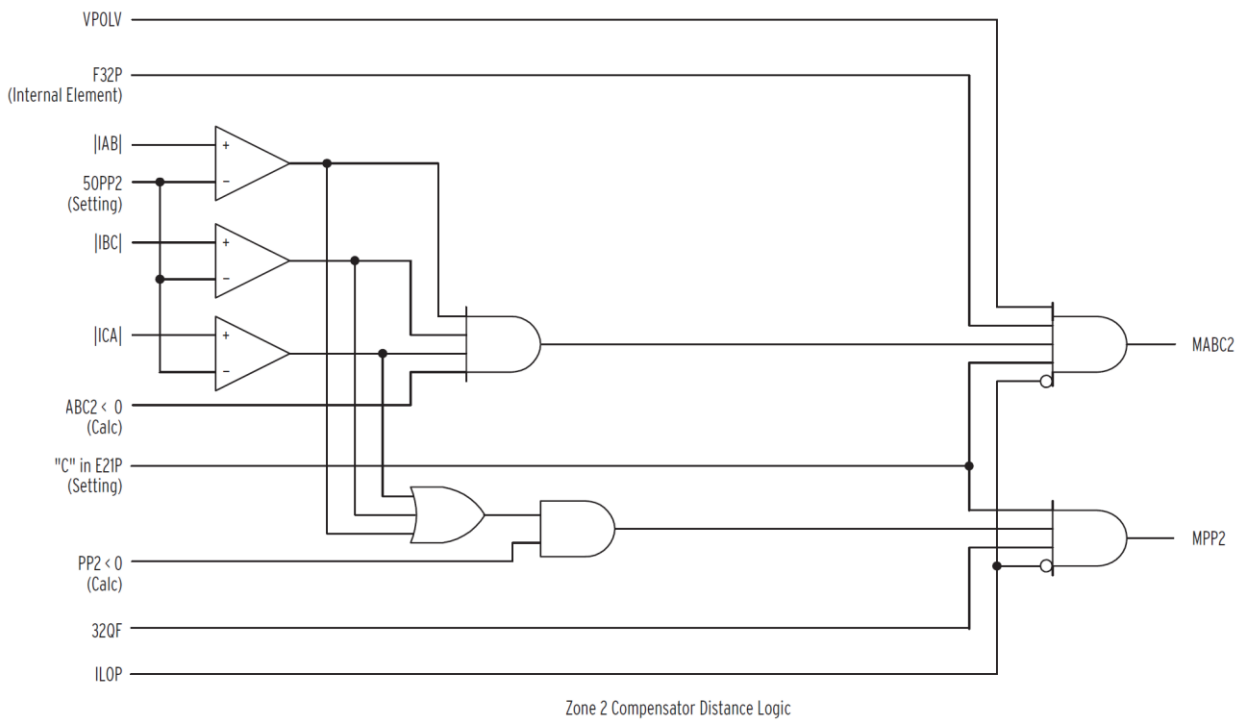 VPOLV
F32P
(Internal Element)
|IAB|
+
50PP2
−
(Setting)
|IBC|
+
−
|ICA|
+
−
MABC2
ABC2 < 0
(Calc)
"C" in E21P
(Setting)
MPP2
PP2 < 0
(Calc)
32QF
ILOP
Zone 2 Compensator Distance Logic